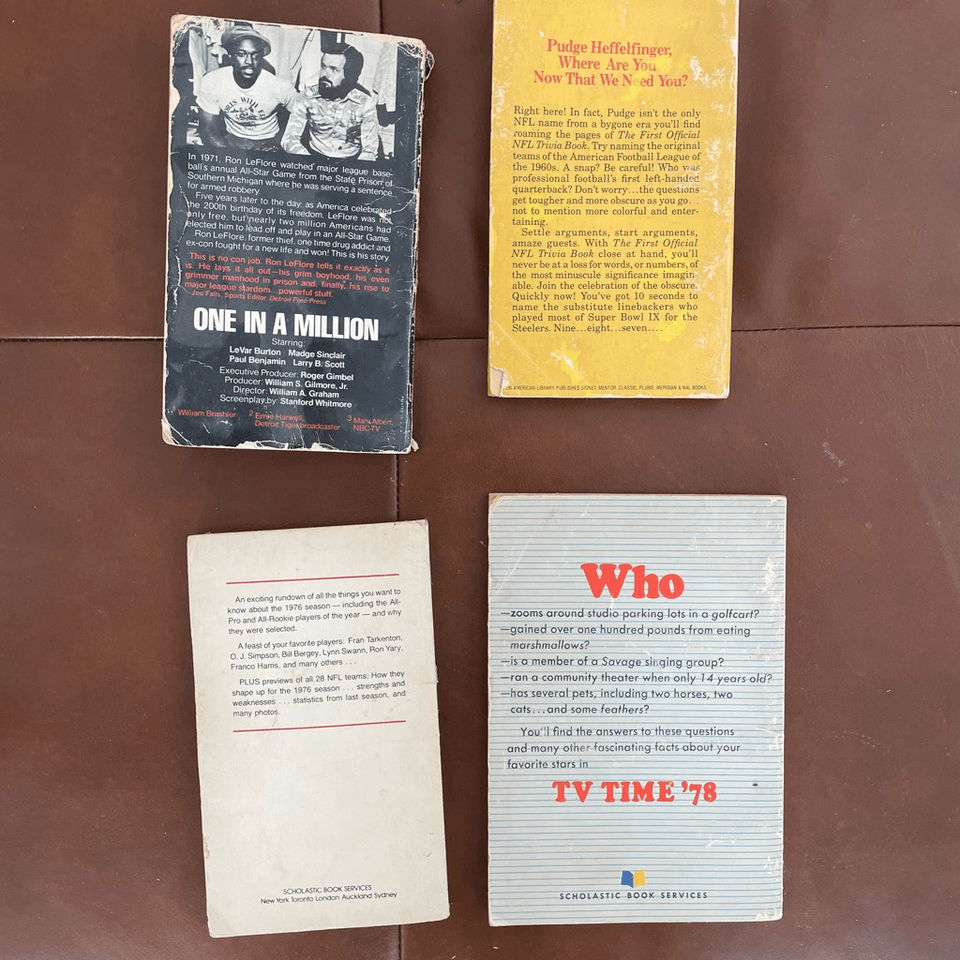 ORIS WITH
In 1971, Ron LeFlore watched major league base-
ball's annual All-Star Game from the State Prison of
Southern Michigan where he was serving a sentence
for armed robbery.
Five years later to the day, as America celebrated
the 200th birthday of its freedom, LeFlore was not
only free, but nearly two million Americans had
elected him to lead off and play in an All-Star Game.
Ron LeFlore, former thief, one time drug addict and
ex-con fought for a new life and won! This is his story.
This is no con job. Ron LeFlore tells it exactly as it
is. He lays it all out—his grim boyhood, his even
grimmer manhood in prison and, finally, his rise to
major league stardom...powerful stuff.
Joe Falls, Sports Editor, Detroit Free Press
ONE IN A MILLION
Starring:
LeVar Burton Madge Sinclair
Paul Benjamin Larry B. Scott
Executive Producer: Roger Gimbel
Producer: William S. Gilmore, Jr.
Director: William A. Graham
Screenplay by: Stanford Whitmore
William Brashler 2 Ernie Harwell, 3 Marv Albert,
Detroit Tiger broadcaster NBC-TV
Pudge Heffelfinger,
Where Are You
Now That We Need You?
Right here! In fact, Pudge isn't the only
NFL name from a bygone era you'll find
roaming the pages of The First Official
NFL Trivia Book. Try naming the original
teams of the American Football League of
the 1960s. A snap? Be careful! Who was
professional football's first left-handed
quarterback? Don't worry...the questions
get tougher and more obscure as you go...
not to mention more colorful and enter-
taining.
Settle arguments, start arguments,
amaze guests. With The First Official
NFL Trivia Book close at hand, you'll
never be at a loss for words, or numbers, of
the most minuscule significance imagin-
able. Join the celebration of the obscure.
Quickly now! You've got 10 seconds to
name the substitute linebackers who
played most of Super Bowl IX for the
Steelers. Nine...eight...seven....
AMERICAN LIBRARY PUBLISHES SIGNET, MENTOR, CLASSIC, PLUME, MERIDIAN & NAL BOOKS
An exciting rundown of all the things you want to
know about the 1976 season — including the All-
Pro and All-Rookie players of the year — and why
they were selected.
A feast of your favorite players: Fran Tarkenton,
O. J. Simpson, Bill Bergey, Lynn Swann, Ron Yary,
Franco Harris, and many others . . .
PLUS previews of all 28 NFL teams: How they
shape up for the 1976 season . . . strengths and
weaknesses . . . statistics from last season, and
many photos.
SCHOLASTIC BOOK SERVICES
New York Toronto London Auckland Sydney
Who
—zooms around studio parking lots in a golfcart?
—gained over one hundred pounds from eating
marshmallows?
—is a member of a Savage singing group?
—ran a community theater when only 14 years old?
—has several pets, including two horses, two
cats...and some feathers?
You'll find the answers to these questions
and many other fascinating facts about your
favorite stars in
TV TIME '78
SCHOLASTIC BOOK SERVICES